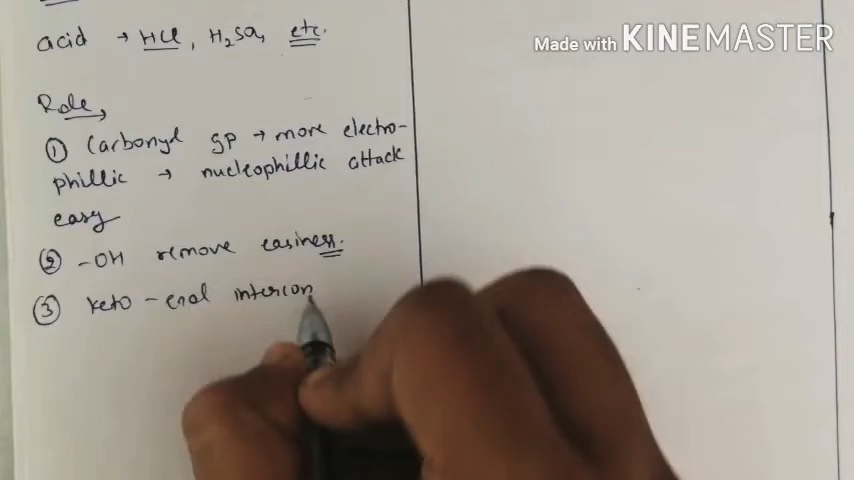 Made with KINEMASTER
acid → HCl, H2SO4 etc.
Role,
① Carbonyl gp → more electro-
phillic → nucleophillic attack
easy
② -OH remove easiness.
③ keto - enol intercon